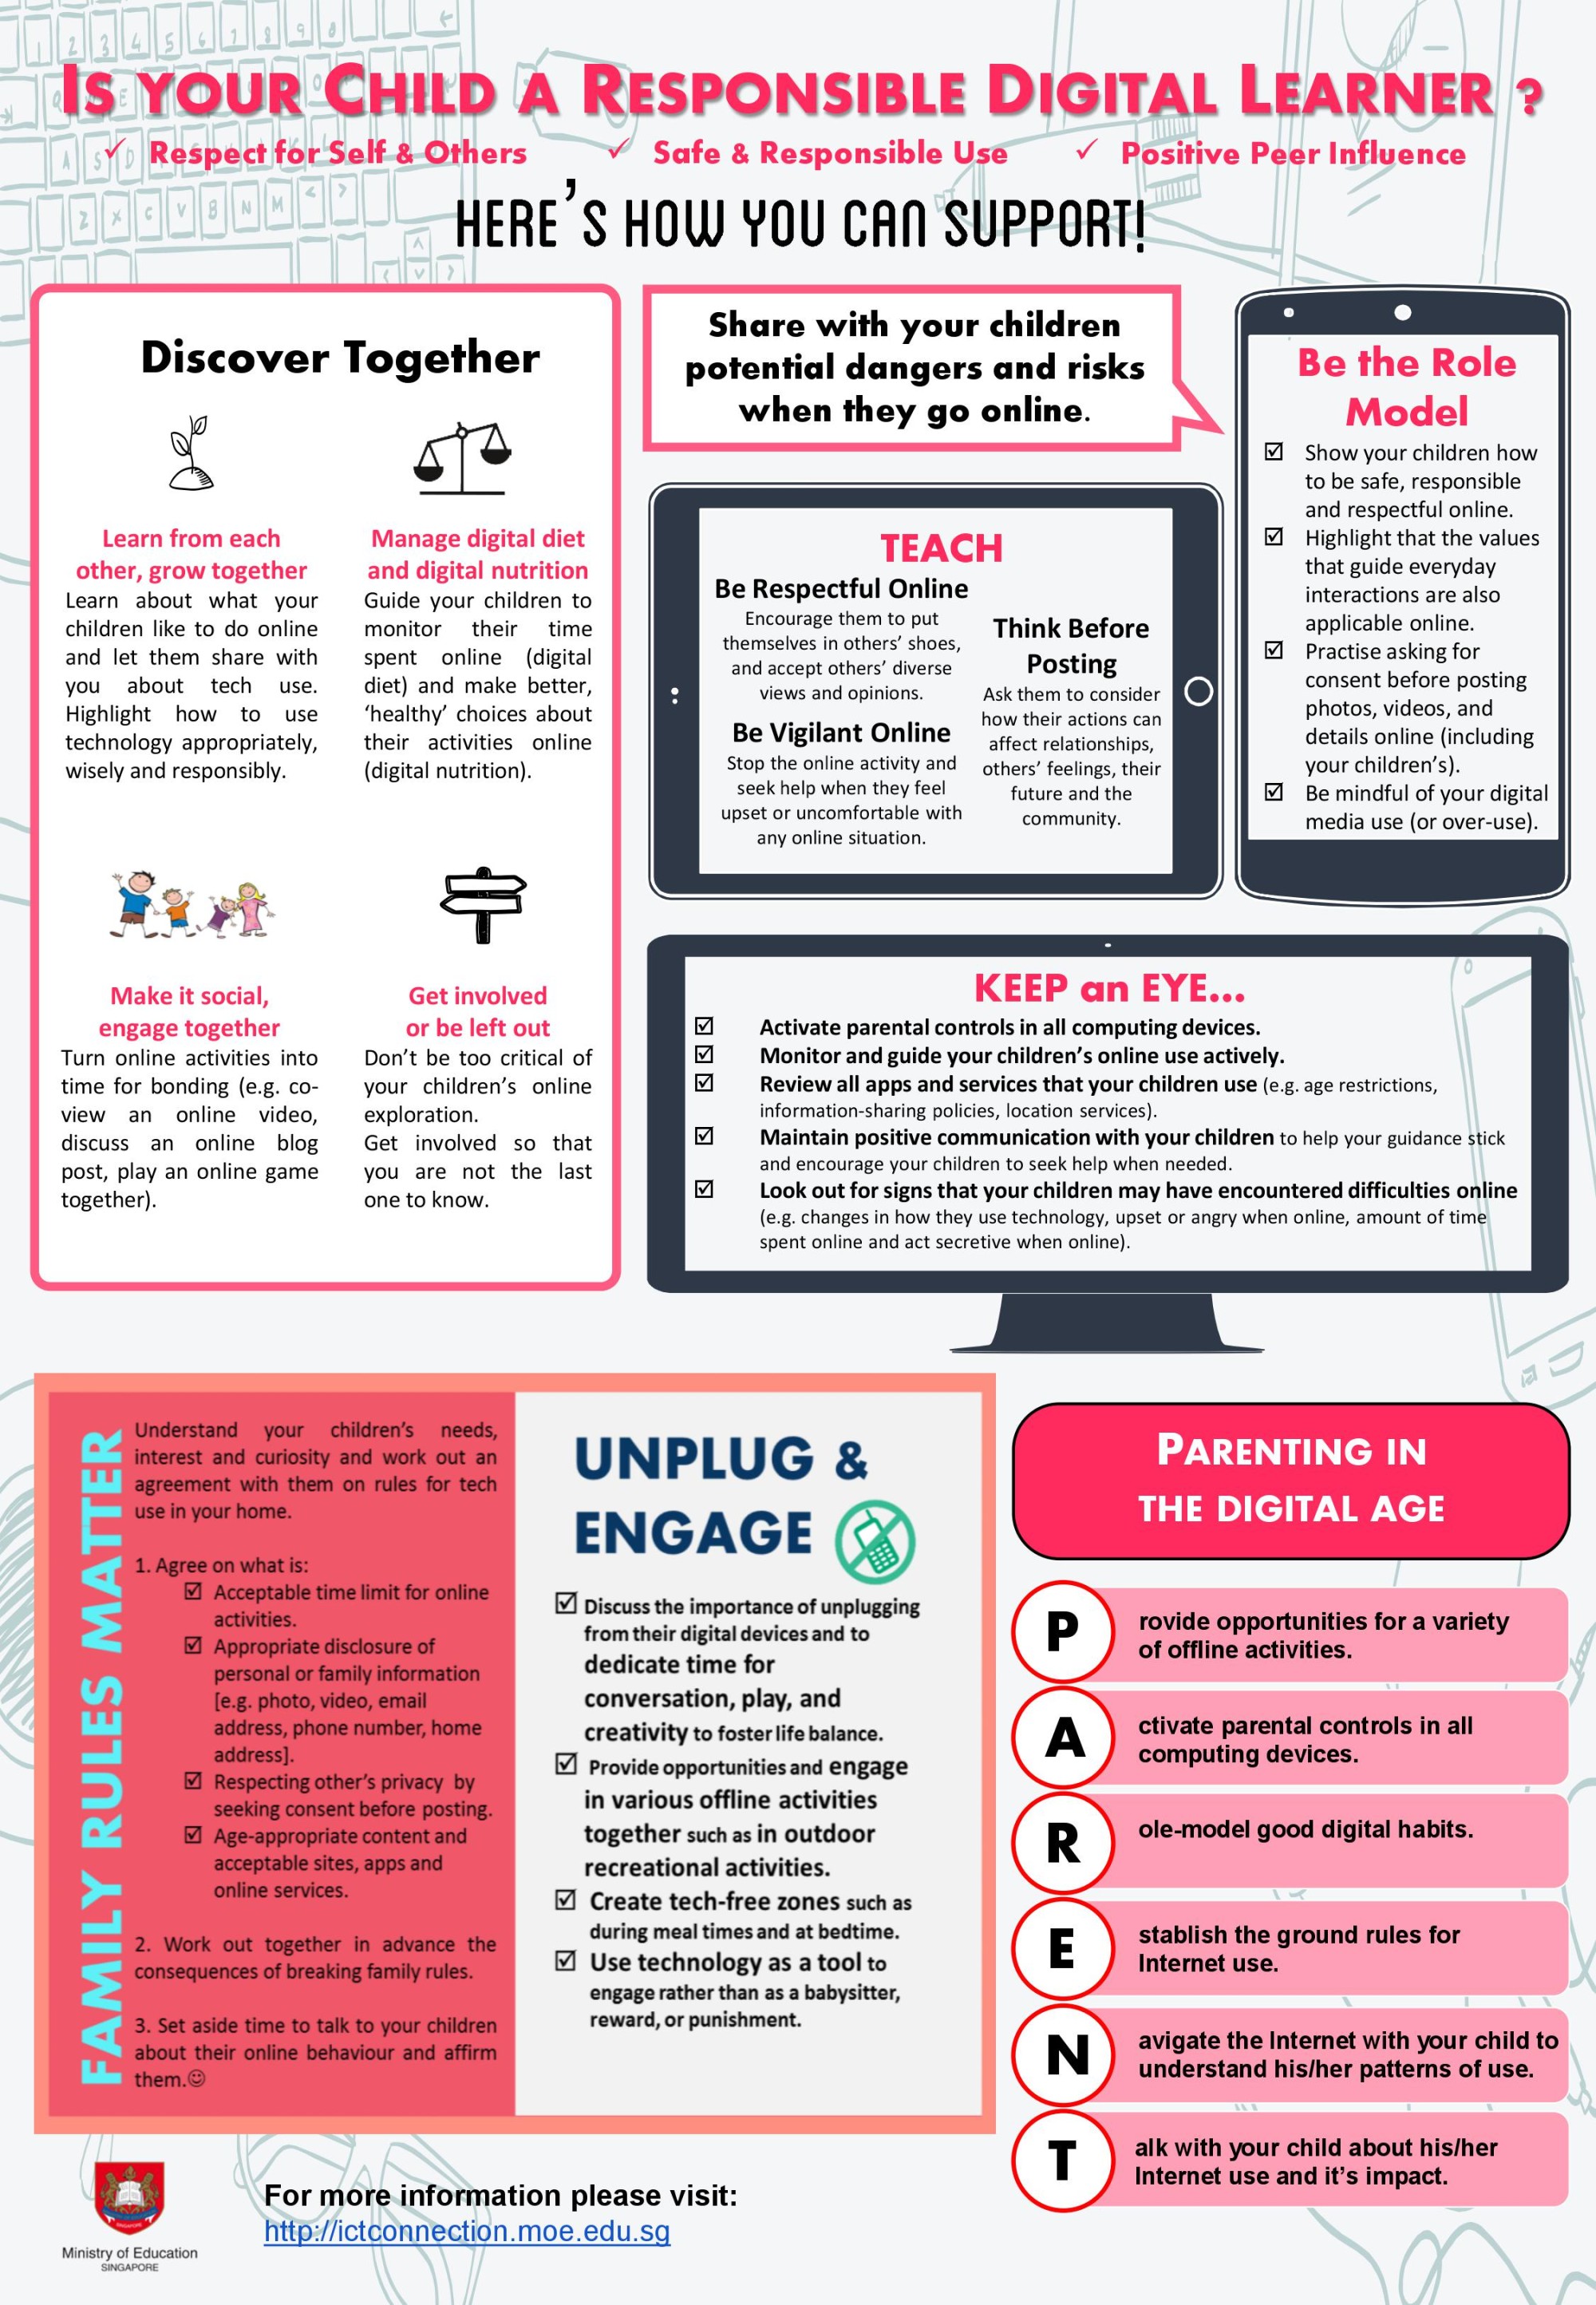 IS YOUR CHILD A RESPONSIBLE DIGITAL LEARNER ?
✓ Respect for Self & Others ✓ Safe & Responsible Use ✓ Positive Peer Influence
HERE'S HOW YOU CAN SUPPORT!
Discover Together
Learn from each
other, grow together
Learn about what your
children like to do online
and let them share with
you about tech use.
Highlight how to use
technology appropriately,
wisely and responsibly.
Manage digital diet
and digital nutrition
Guide your children to
monitor their time
spent online (digital
diet) and make better,
'healthy' choices about
their activities online
(digital nutrition).
Make it social,
engage together
Turn online activities into
time for bonding (e.g. co-
view an online video,
discuss an online blog
post, play an online game
together).
Get involved
or be left out
Don't be too critical of
your children's online
exploration.
Get involved so that
you are not the last
one to know.
Share with your children
potential dangers and risks
when they go online.
TEACH
Be Respectful Online
Encourage them to put
themselves in others' shoes,
and accept others' diverse
views and opinions.
Be Vigilant Online
Stop the online activity and
seek help when they feel
upset or uncomfortable with
any online situation.
Think Before
Posting
Ask them to consider
how their actions can
affect relationships,
others' feelings, their
future and the
community.
Be the Role
Model
☑ Show your children how
to be safe, responsible
and respectful online.
☑ Highlight that the values
that guide everyday
interactions are also
applicable online.
☑ Practise asking for
consent before posting
photos, videos, and
details online (including
your children's).
☑ Be mindful of your digital
media use (or over-use).
KEEP an EYE...
☑ Activate parental controls in all computing devices.
☑ Monitor and guide your children's online use actively.
☑ Review all apps and services that your children use (e.g. age restrictions,
information-sharing policies, location services).
☑ Maintain positive communication with your children to help your guidance stick
and encourage your children to seek help when needed.
☑ Look out for signs that your children may have encountered difficulties online
(e.g. changes in how they use technology, upset or angry when online, amount of time
spent online and act secretive when online).
FAMILY RULES MATTER
Understand your children's needs,
interest and curiosity and work out an
agreement with them on rules for tech
use in your home.
1. Agree on what is:
☑ Acceptable time limit for online
activities.
☑ Appropriate disclosure of
personal or family information
[e.g. photo, video, email
address, phone number, home
address].
☑ Respecting other's privacy by
seeking consent before posting.
☑ Age-appropriate content and
acceptable sites, apps and
online services.
2. Work out together in advance the
consequences of breaking family rules.
3. Set aside time to talk to your children
about their online behaviour and affirm
them.☺
UNPLUG &
ENGAGE
☑ Discuss the importance of unplugging
from their digital devices and to
dedicate time for
conversation, play, and
creativity to foster life balance.
☑ Provide opportunities and engage
in various offline activities
together such as in outdoor
recreational activities.
☑ Create tech-free zones such as
during meal times and at bedtime.
☑ Use technology as a tool to
engage rather than as a babysitter,
reward, or punishment.
PARENTING IN
THE DIGITAL AGE
P rovide opportunities for a variety
of offline activities.
A ctivate parental controls in all
computing devices.
R ole-model good digital habits.
E stablish the ground rules for
Internet use.
N avigate the Internet with your child to
understand his/her patterns of use.
T alk with your child about his/her
Internet use and it's impact.
Ministry of Education
SINGAPORE
For more information please visit:
http://ictconnection.moe.edu.sg